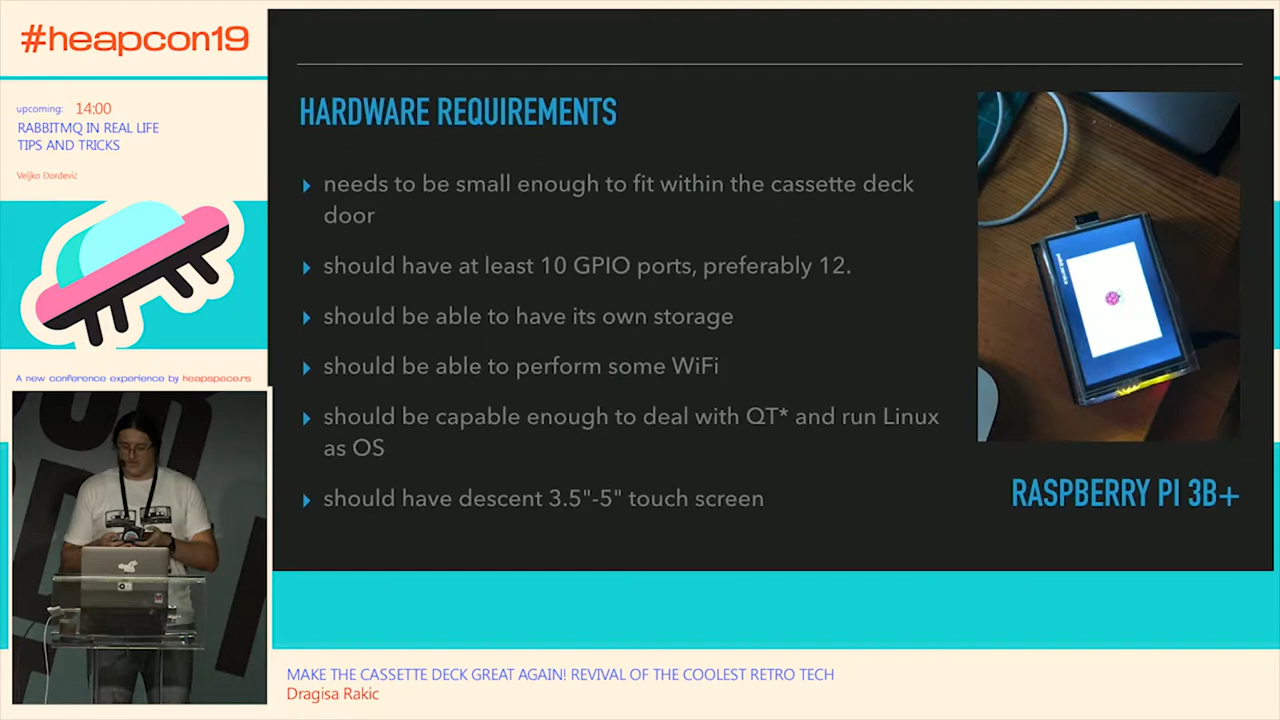 #heapcon19
upcoming: 14:00
RABBITMQ IN REAL LIFE
TIPS AND TRICKS
Veljko Đorđević
A new conference experience by heapspace.rs
HARDWARE REQUIREMENTS
needs to be small enough to fit within the cassette deck
door
should have at least 10 GPIO ports, preferably 12.
should be able to have its own storage
should be able to perform some WiFi
should be capable enough to deal with QT* and run Linux
as OS
should have descent 3.5"-5" touch screen
RASPBERRY PI 3B+
MAKE THE CASSETTE DECK GREAT AGAIN! REVIVAL OF THE COOLEST RETRO TECH
Dragisa Rakic